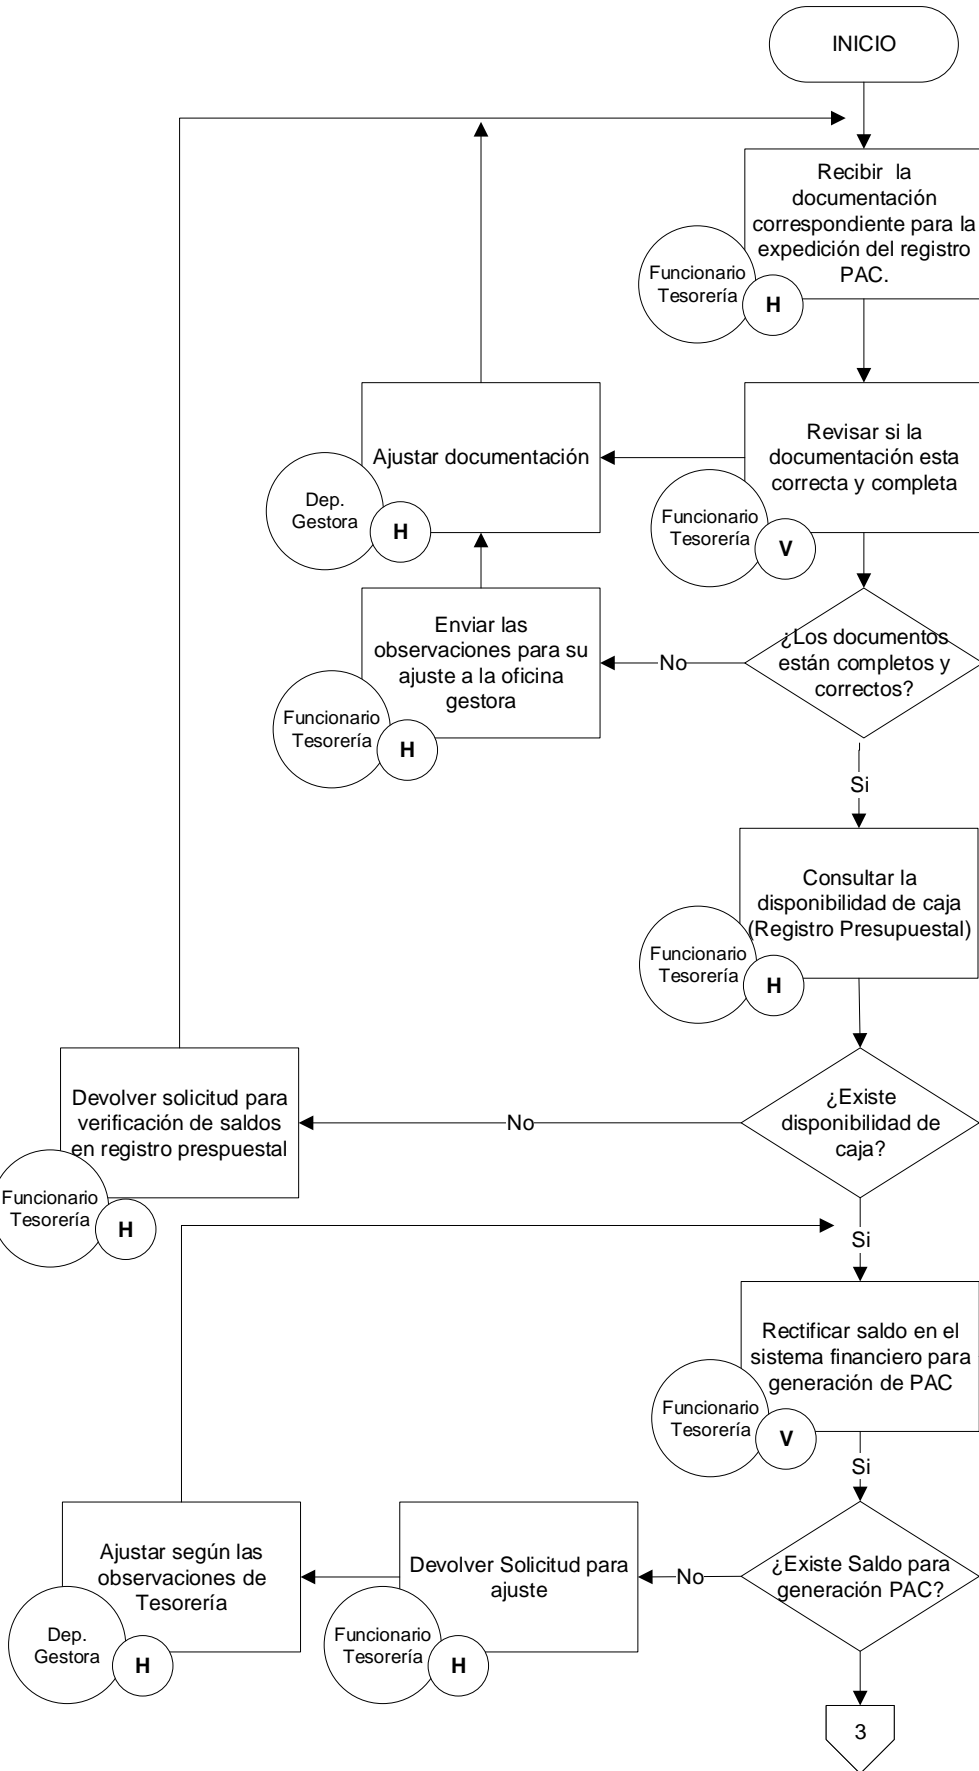 INICIO
Recibir la
documentación
correspondiente para la
expedición del registro
PAC.
Funcionario
Tesorería
H
Revisar si la
documentación esta
correcta y completa
Funcionario
Tesorería
V
Ajustar documentación
Dep.
Gestora
H
¿Los documentos
están completos y
correctos?
No
Enviar las
observaciones para su
ajuste a la oficina
gestora
Funcionario
Tesorería
H
Si
Consultar la
disponibilidad de caja
(Registro Presupuestal)
Funcionario
Tesorería
H
¿Existe
disponibilidad de
caja?
No
Devolver solicitud para
verificación de saldos
en registro prespuestal
Funcionario
Tesorería
H
Si
Rectificar saldo en el
sistema financiero para
generación de PAC
Funcionario
Tesorería
V
Si
¿Existe Saldo para
generación PAC?
No
Devolver Solicitud para
ajuste
Funcionario
Tesorería
H
Ajustar según las
observaciones de
Tesorería
Dep.
Gestora
H
3